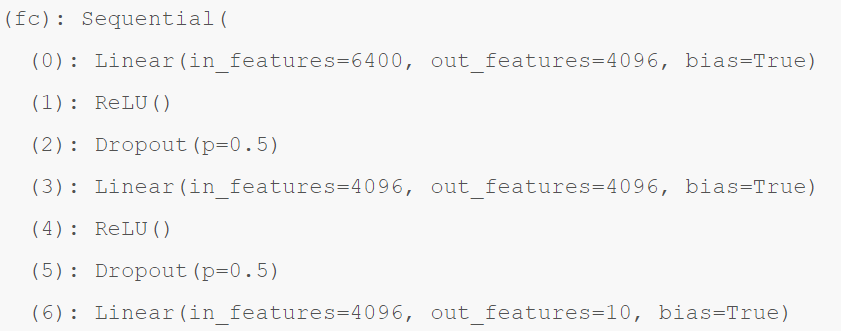 (fc): Sequential(
(0): Linear(in_features=6400, out_features=4096, bias=True)
(1): ReLU()
(2): Dropout(p=0.5)
(3): Linear(in_features=4096, out_features=4096, bias=True)
(4): ReLU()
(5): Dropout(p=0.5)
(6): Linear(in_features=4096, out_features=10, bias=True)